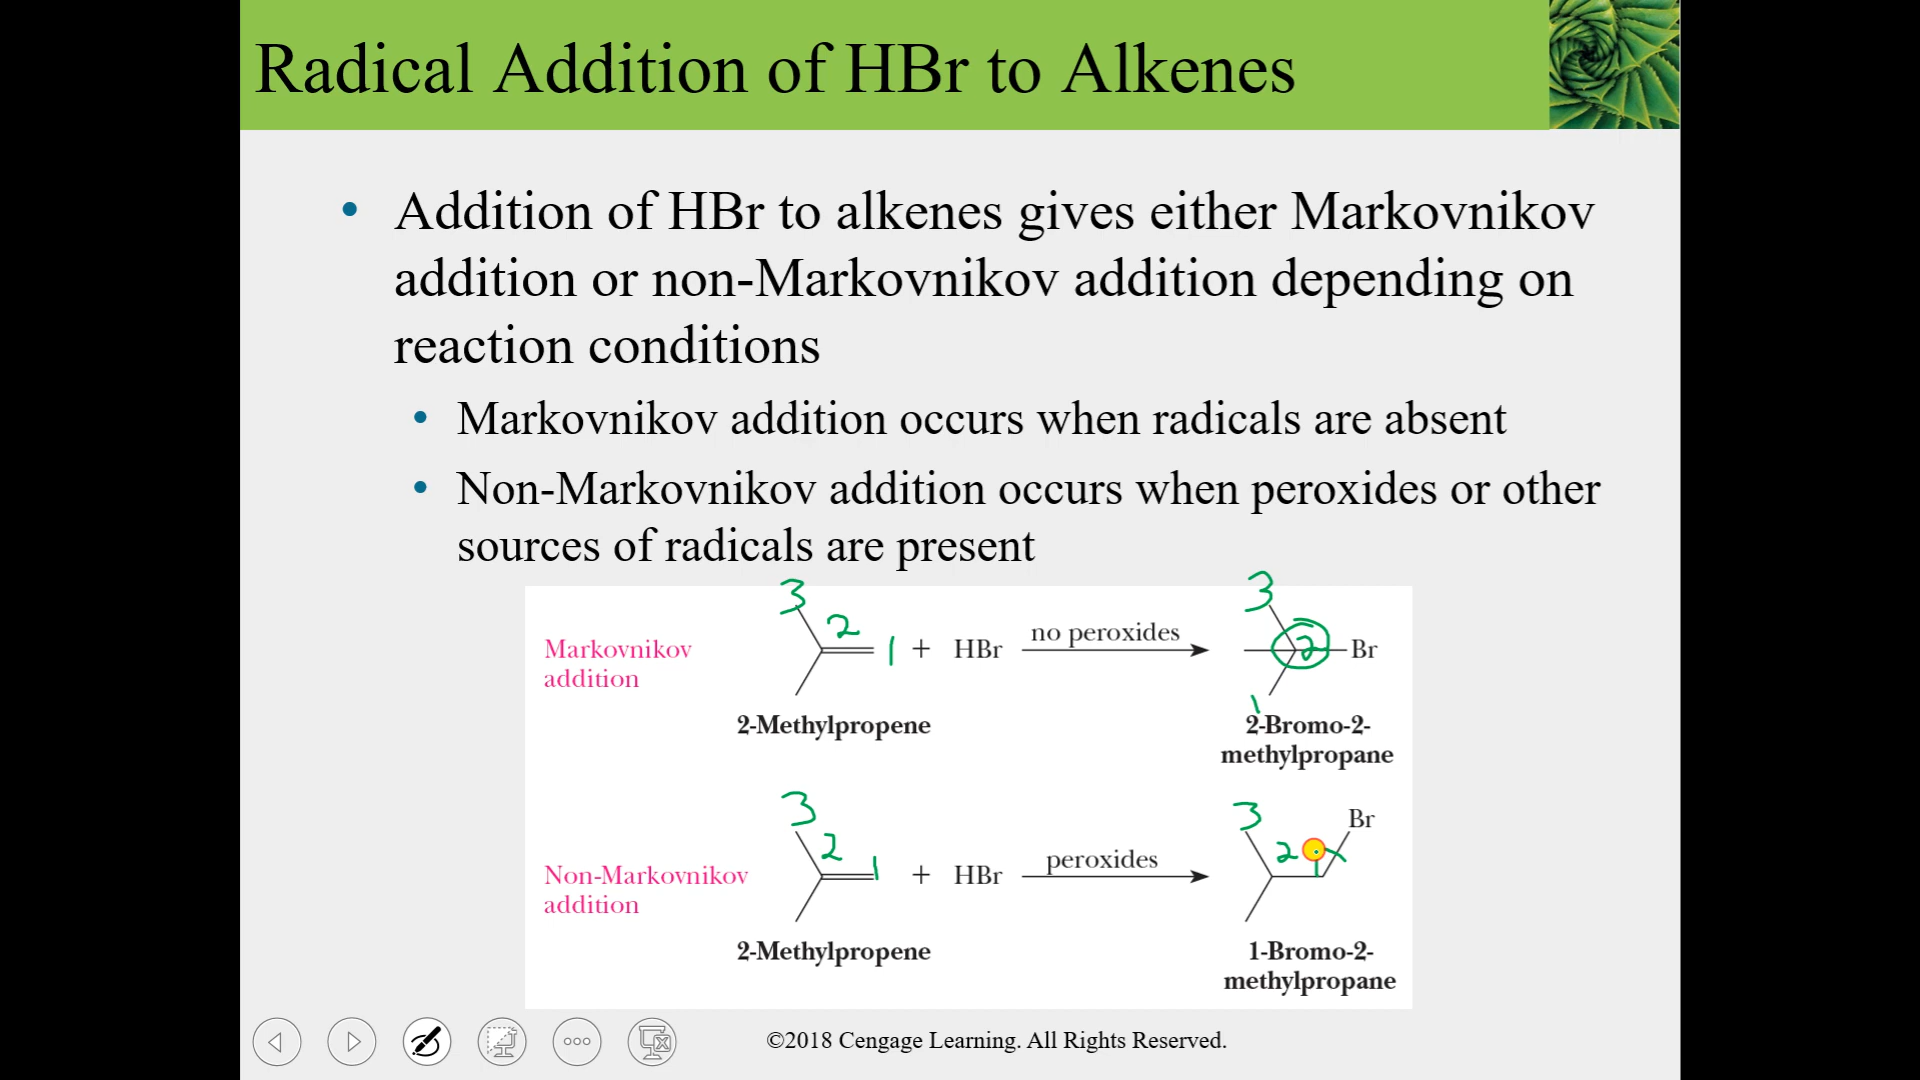 Radical Addition of HBr to Alkenes
• Addition of HBr to alkenes gives either Markovnikov
addition or non-Markovnikov addition depending on
reaction conditions
• Markovnikov addition occurs when radicals are absent
• Non-Markovnikov addition occurs when peroxides or other
sources of radicals are present
3 3
2 1 2
Markovnikov addition + HBr no peroxides Br
1
2-Methylpropene 2-Bromo-2-
methylpropane
3 3 Br
2 1 2 1
Non-Markovnikov addition + HBr peroxides
2-Methylpropene 1-Bromo-2-
methylpropane
©2018 Cengage Learning. All Rights Reserved.